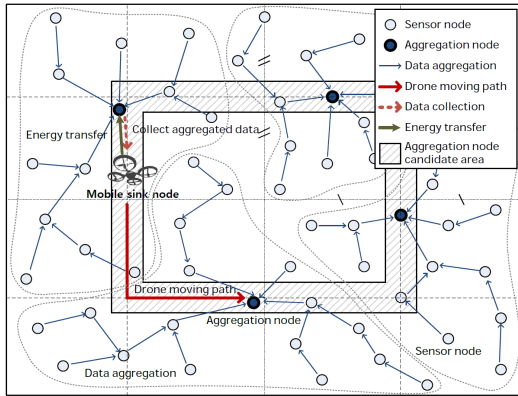 Sensor node
Aggregation node
Data aggregation
Drone moving path
Data collection
Energy transfer
Aggregation node
candidate area
Energy transfer
Collect aggregated data
Mobile sink node
Drone moving path
Aggregation node
Sensor node
Data aggregation